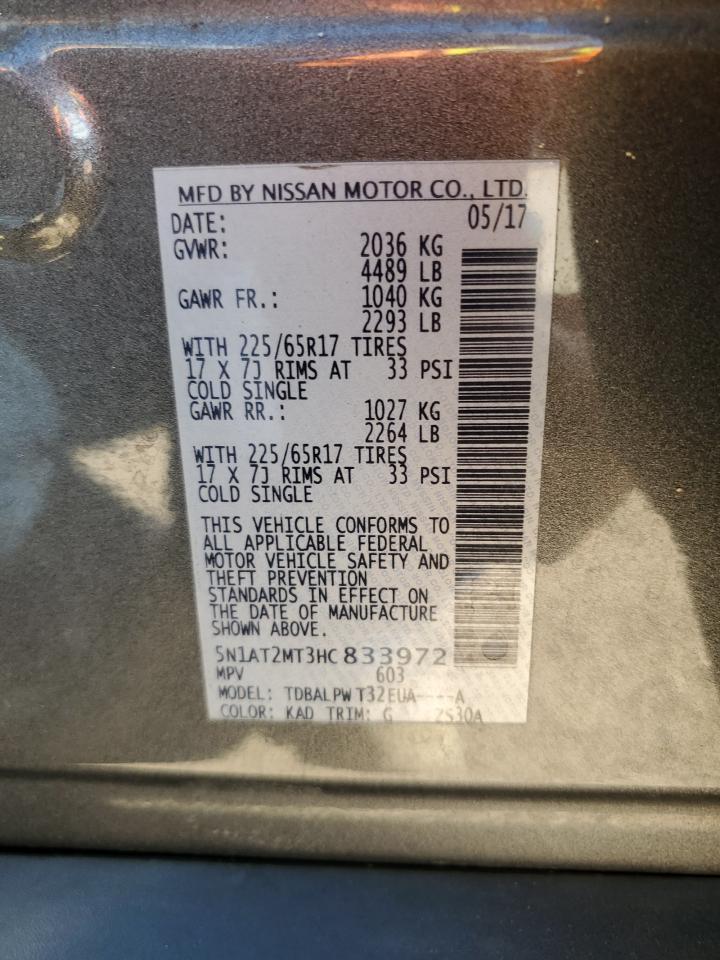 MFD BY NISSAN MOTOR CO., LTD.
DATE: 05/17
GVWR: 2036 KG
4489 LB
GAWR FR.: 1040 KG
2293 LB
WITH 225/65R17 TIRES
17 X 7J RIMS AT 33 PSI
COLD SINGLE
GAWR RR.: 1027 KG
2264 LB
WITH 225/65R17 TIRES
17 X 7J RIMS AT 33 PSI
COLD SINGLE
THIS VEHICLE CONFORMS TO
ALL APPLICABLE FEDERAL
MOTOR VEHICLE SAFETY AND
THEFT PREVENTION
STANDARDS IN EFFECT ON
THE DATE OF MANUFACTURE
SHOWN ABOVE.
5N1AT2MT3HC833972
MPV 603
MODEL: TDBALPW T32EUA----A
COLOR: KAD TRIM: G ZS30A